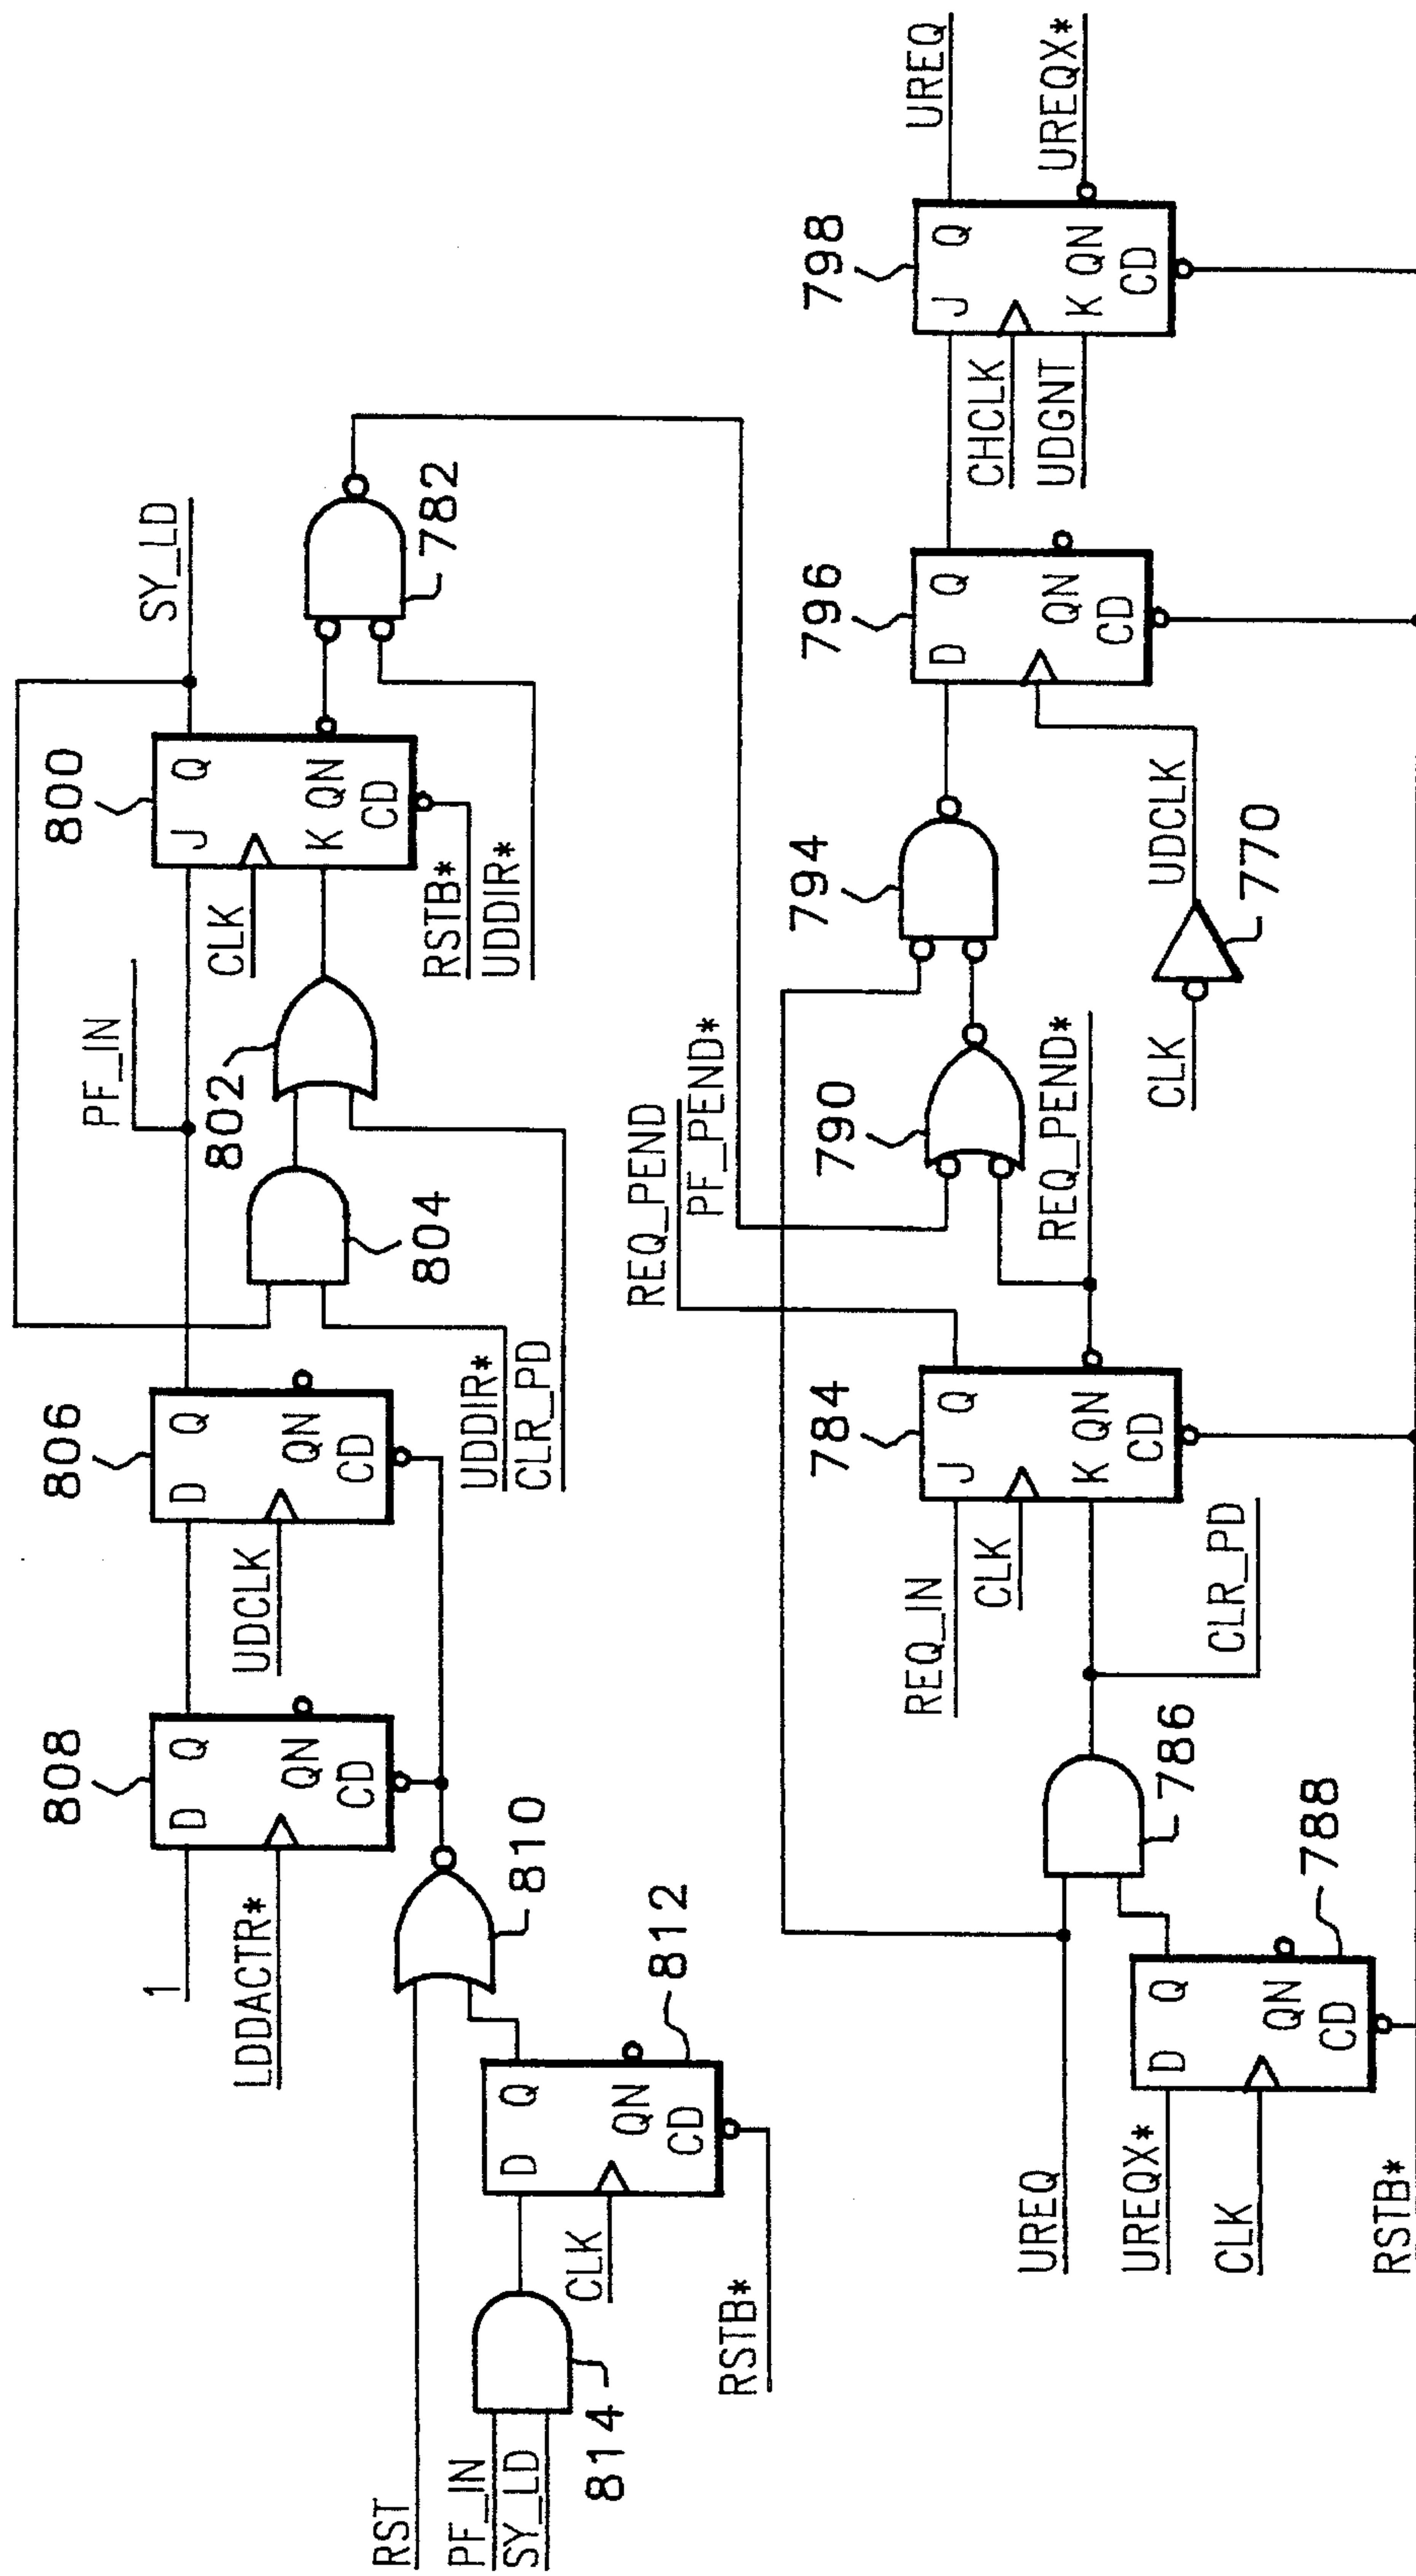 808
806
800
SY_LD
1
D Q
D Q
PF_IN
J Q
LDDACTR*
QN
UDCLK
QN
802
CLK
K QN
CD
CD
804
CD
782
RST
810
UDDIR*
RSTB*
PF_IN
D Q
CLR_PD
UDDIR*
SY_LD
814
CLK
QN
CD
812
RSTB*
REQ_PEND
PF_PEND*
784
790
794
796
798
UREQ
REQ_IN
J Q
D Q
J Q
UREQ
CLK
CHCLK
K QN
REQ_PEND*
QN
UDGNT
K QN
UREQX*
CD
CD
CD
UREQX*
D Q
786
CLK
UDCLK
CLK
QN
CLR_PD
770
CD
788
RSTB*